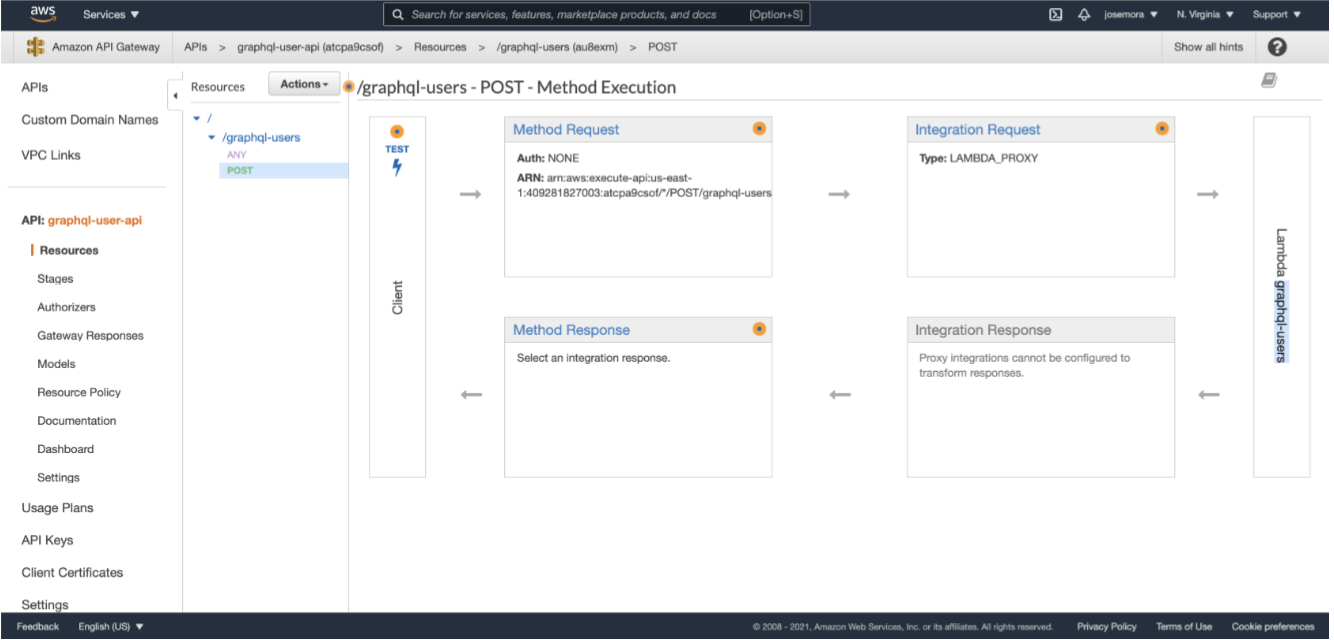 aws
Services ▼
Search for services, features, marketplace products, and docs
[Option+S]
josemora ▼
N. Virginia ▼
Support ▼
Amazon API Gateway
APIs > graphql-user-api (atcpa9csof) > Resources > /graphql-users (au8exm) > POST
Show all hints
?
APIs
Custom Domain Names
VPC Links
API: graphql-user-api
Resources
Stages
Authorizers
Gateway Responses
Models
Resource Policy
Documentation
Dashboard
Settings
Usage Plans
API Keys
Client Certificates
Settings
Resources
Actions
/
/graphql-users
ANY
POST
/graphql-users - POST - Method Execution
TEST
Client
Method Request
Auth: NONE
ARN: arn:aws:execute-api:us-east-
1:409281827003:atcpa9csof/*/POST/graphql-users
Integration Request
Type: LAMBDA_PROXY
Lambda graphql-users
Method Response
Select an integration response.
Integration Response
Proxy integrations cannot be configured to
transform responses.
Feedback
English (US) ▼
© 2008 - 2021, Amazon Web Services, Inc. or its affiliates. All rights reserved.
Privacy Policy
Terms of Use
Cookie preferences